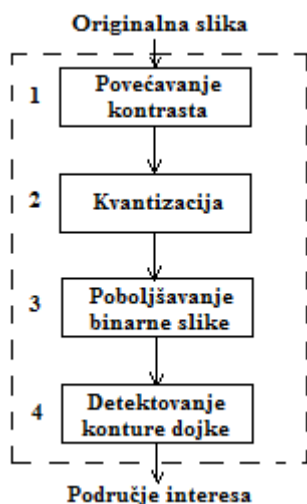 Originalna slika
1
Povećavanje
kontrasta
2
Kvantizacija
3
Poboljšavanje
binarne slike
4
Detektovanje
konture dojke
Područje interesa